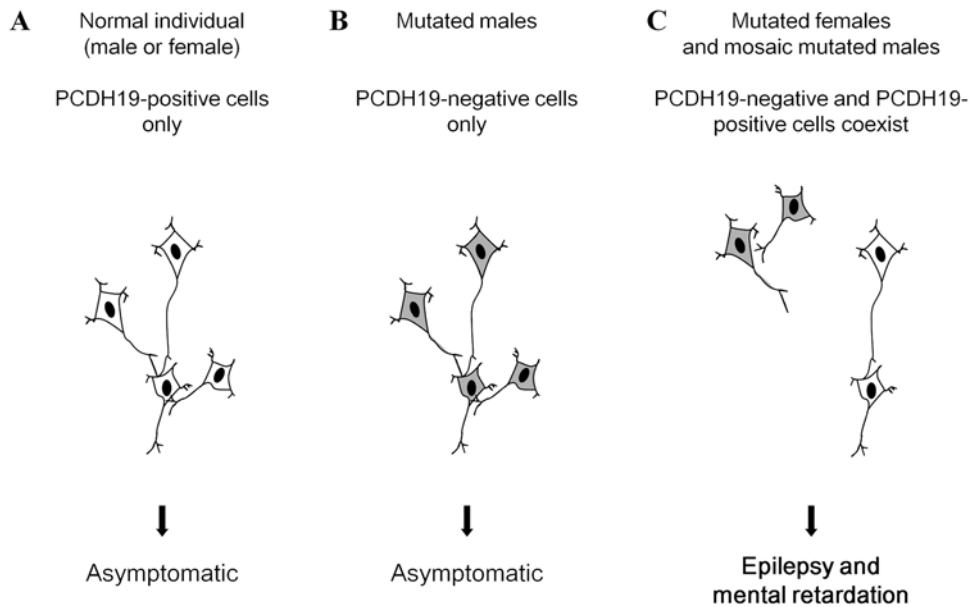 A
Normal individual
(male or female)
PCDH19-positive cells
only
Asymptomatic
B
Mutated males
PCDH19-negative cells
only
Asymptomatic
C
Mutated females
and mosaic mutated males
PCDH19-negative and PCDH19-
positive cells coexist
Epilepsy and
mental retardation